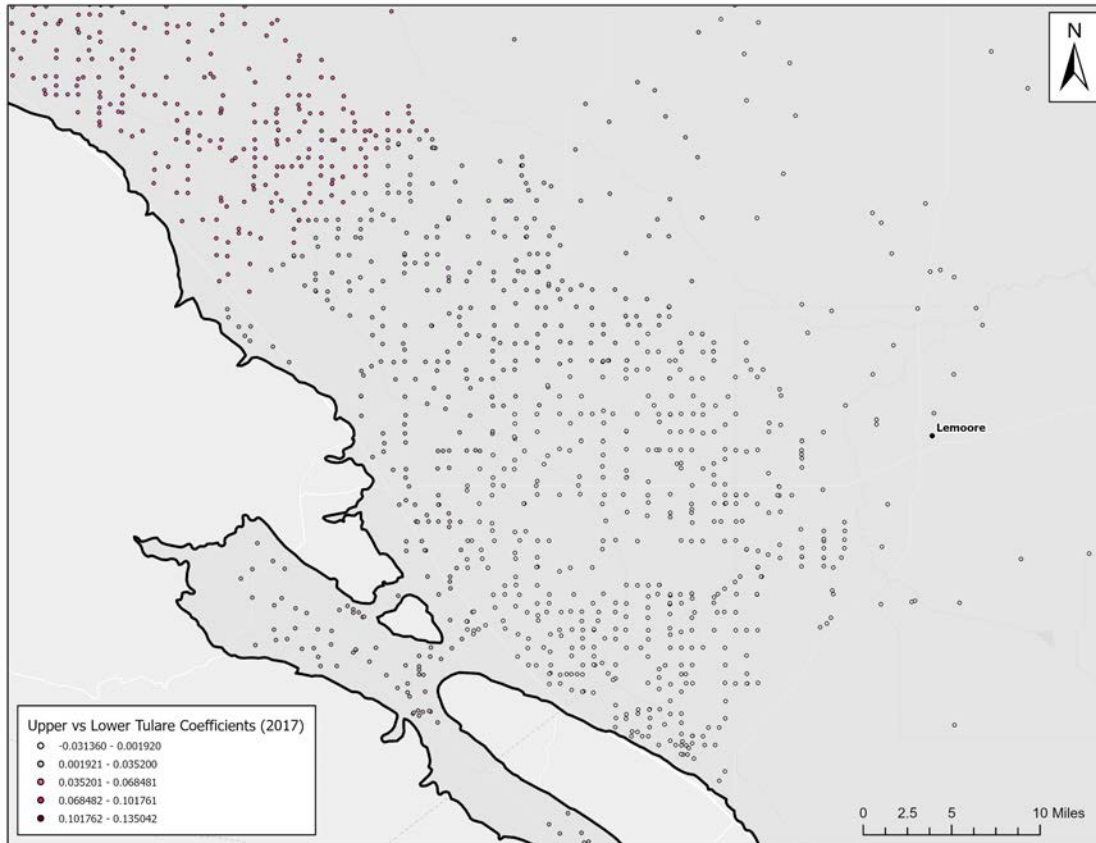 N
Lemoore
Upper vs Lower Tulare Coefficients (2017)
-0.031360 - 0.001920
0.001921 - 0.035200
0.035201 - 0.068481
0.068482 - 0.101761
0.101762 - 0.135042
0 2.5 5 10 Miles